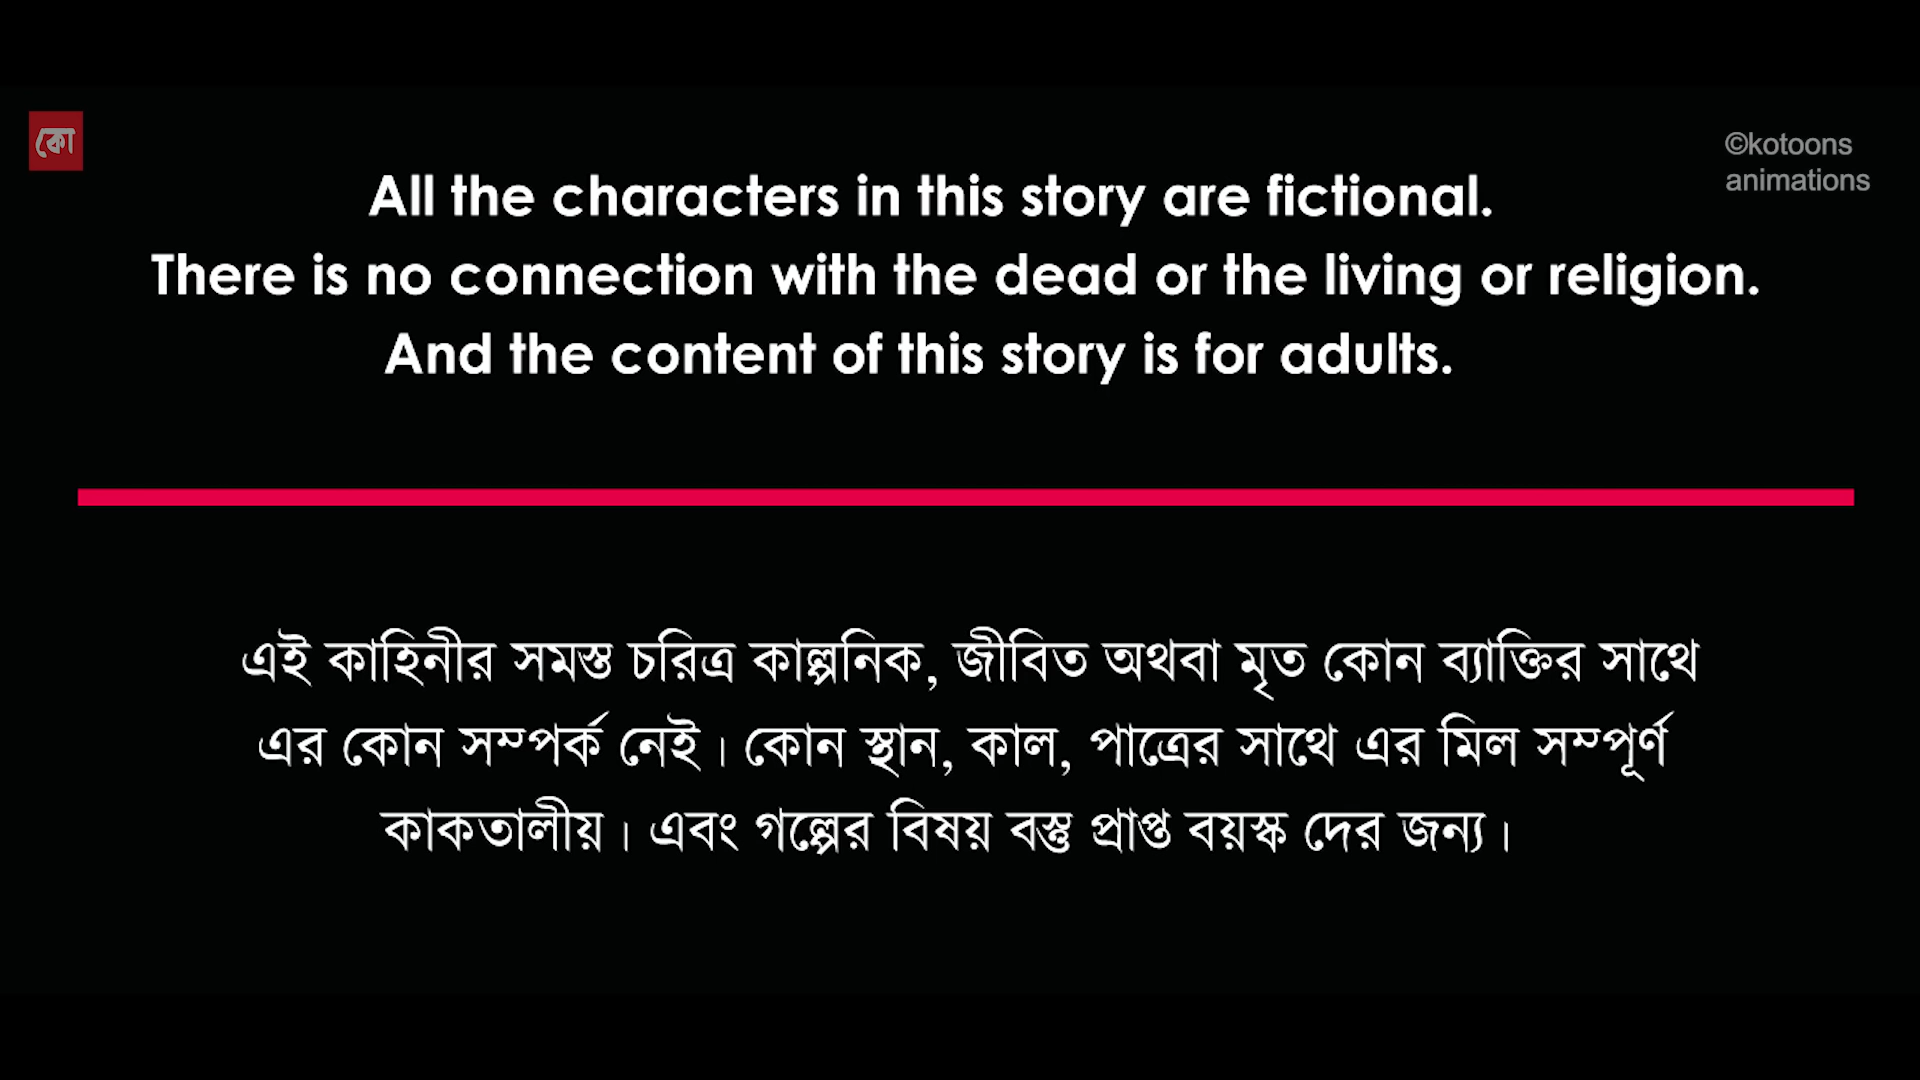 কো
©kotoons
animations
All the characters in this story are fictional.
There is no connection with the dead or the living or religion.
And the content of this story is for adults.
এই কাহিনীর সমস্ত চরিত্র কাল্পনিক, জীবিত অথবা মৃত কোন ব্যাক্তির সাথে
এর কোন সম্পর্ক নেই। কোন স্থান, কাল, পাত্রের সাথে এর মিল সম্পূর্ণ
কাকতালীয়। এবং গল্পের বিষয় বস্তু প্রাপ্ত বয়স্ক দের জন্য।